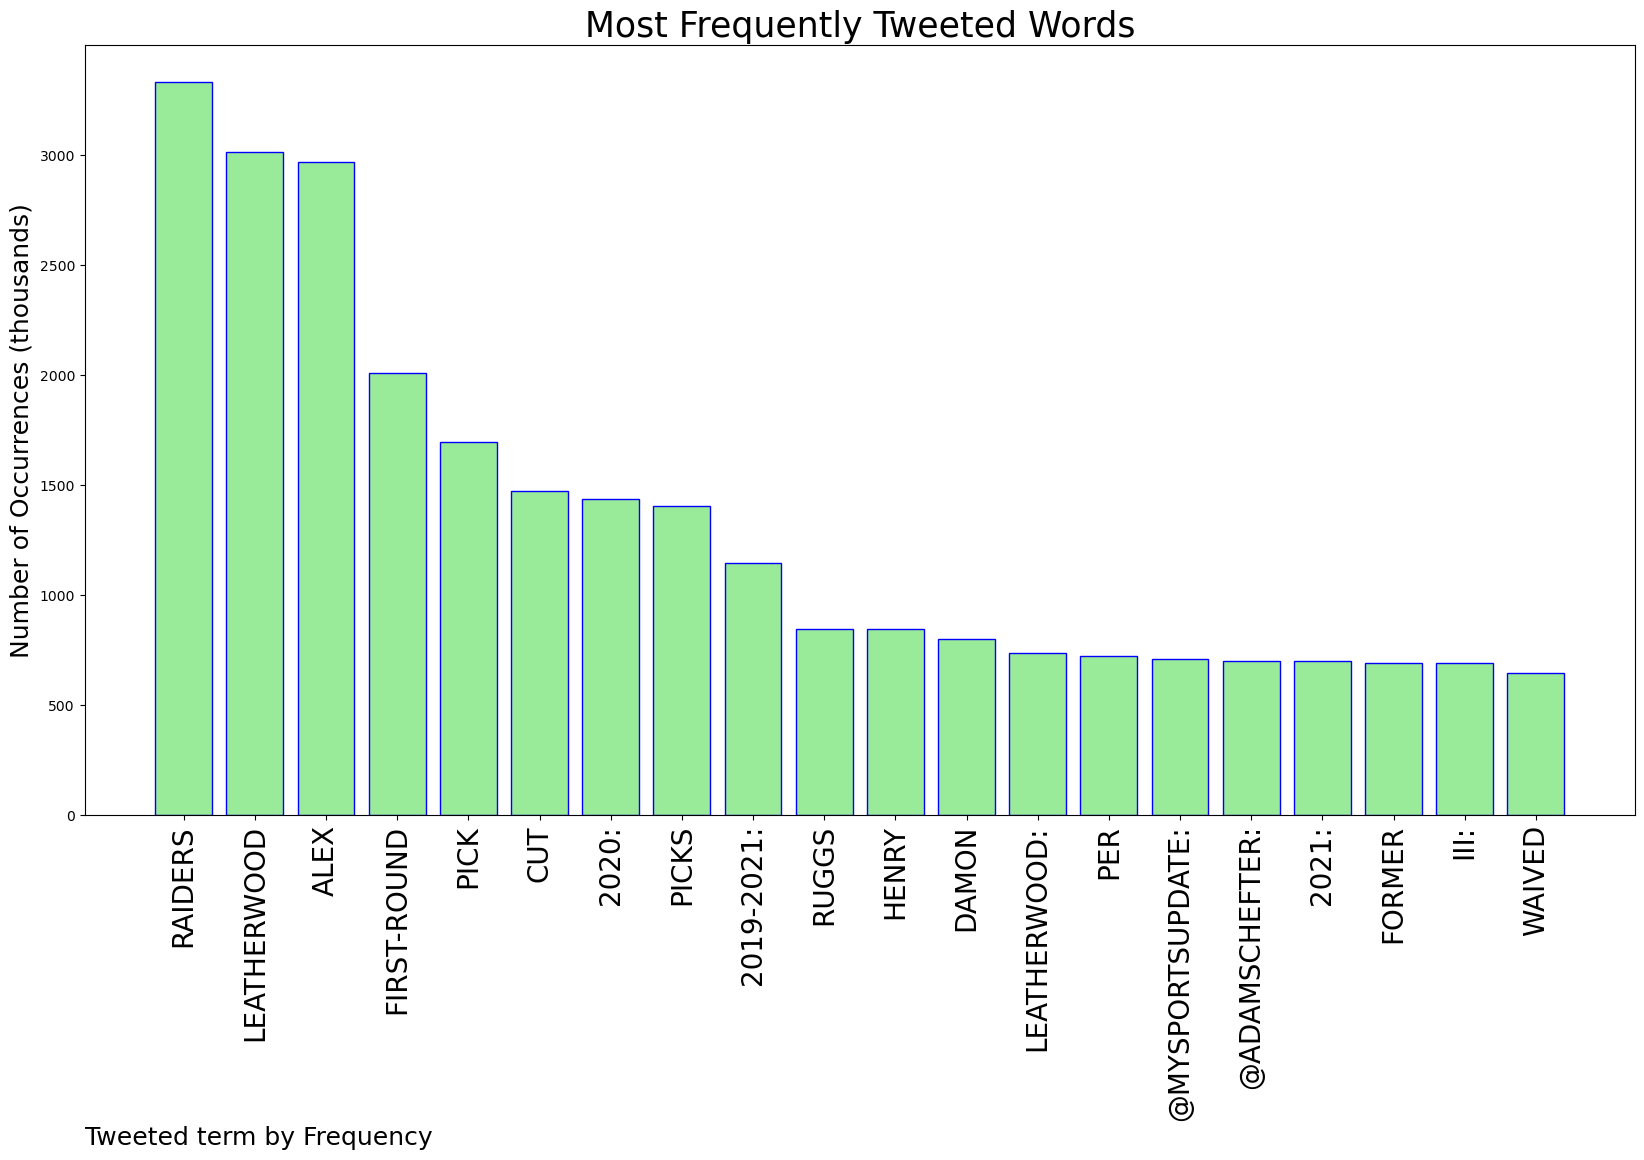 Most Frequently Tweeted Words
Number of Occurrences (thousands)
3000
2500
2000
1500
1000
500
0
RAIDERS
LEATHERWOOD
ALEX
FIRST-ROUND
PICK
CUT
2020:
PICKS
2019-2021:
RUGGS
HENRY
DAMON
LEATHERWOOD:
PER
@MYSPORTSUPDATE:
@ADAMSCHEFTER:
2021:
FORMER
III:
WAIVED
Tweeted term by Frequency